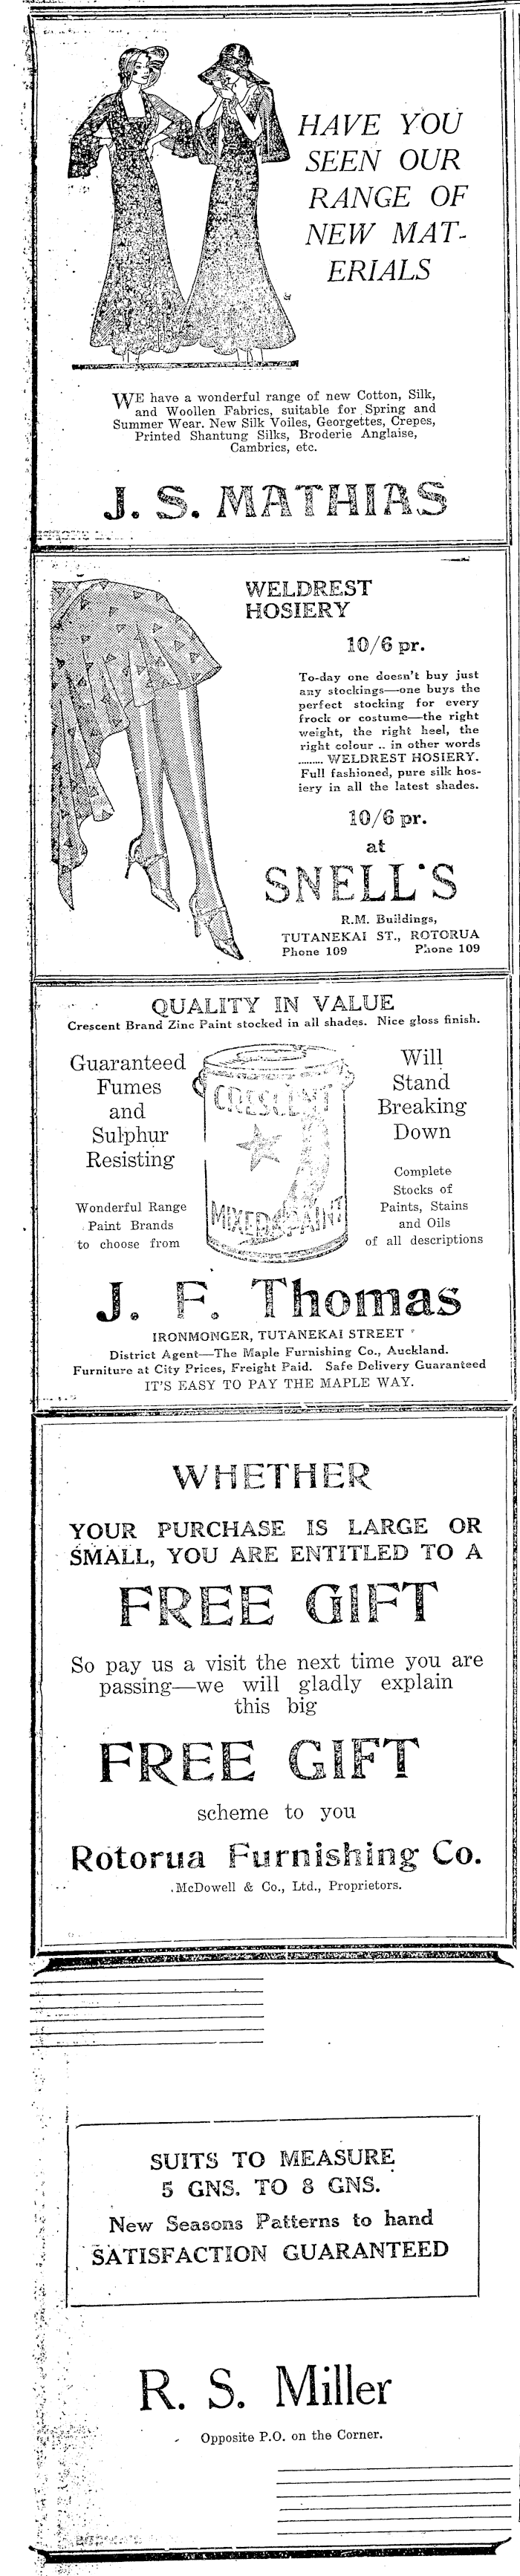 HAVE YOU
SEEN OUR
RANGE OF
NEW MAT-
ERIALS
WE have a wonderful range of new Cotton, Silk,
and Woollen Fabrics, suitable for Spring and
Summer Wear. New Silk Voiles, Georgettes, Crepes,
Printed Shantung Silks, Broderie Anglaise,
Cambrics, etc.
J. S. MATHIAS
WELDREST
HOSIERY
10/6 pr.
To-day one doesn't buy just
any stockings—one buys the
perfect stocking for every
frock or costume—the right
weight, the right heel, the
right colour .. in other words
......... WELDREST HOSIERY.
Full fashioned, pure silk hos-
iery in all the latest shades.
10/6 pr.
at
SNELL'S
R.M. Buildings,
TUTANEKAI ST., ROTORUA
Phone 109 Phone 109
QUALITY IN VALUE
Crescent Brand Zinc Paint stocked in all shades. Nice gloss finish.
Guaranteed
Fumes
and
Sulphur
Resisting
Wonderful Range
Paint Brands
to choose from
CRESCENT
MIXED PAINT
Will
Stand
Breaking
Down
Complete
Stocks of
Paints, Stains
and Oils
of all descriptions
J. F. Thomas
IRONMONGER, TUTANEKAI STREET
District Agent—The Maple Furnishing Co., Auckland.
Furniture at City Prices, Freight Paid. Safe Delivery Guaranteed
IT'S EASY TO PAY THE MAPLE WAY.
WHETHER
YOUR PURCHASE IS LARGE OR
SMALL, YOU ARE ENTITLED TO A
FREE GIFT
So pay us a visit the next time you are
passing—we will gladly explain
this big
FREE GIFT
scheme to you
Rotorua Furnishing Co.
McDowell & Co., Ltd., Proprietors.
SUITS TO MEASURE
5 GNS. TO 8 GNS.
New Seasons Patterns to hand
SATISFACTION GUARANTEED
R. S. Miller
Opposite P.O. on the Corner.